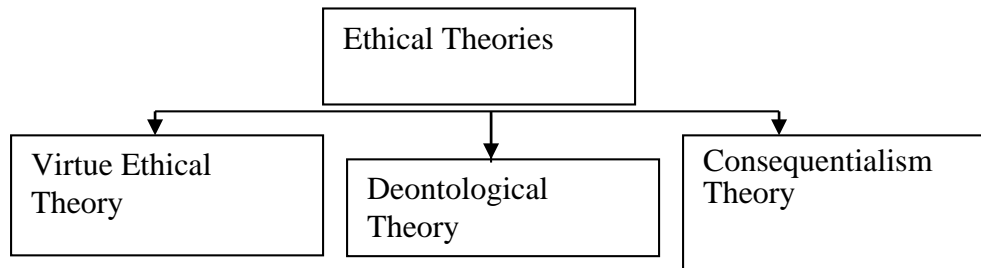 Ethical Theories
Virtue Ethical
Theory
Deontological
Theory
Consequentialism
Theory